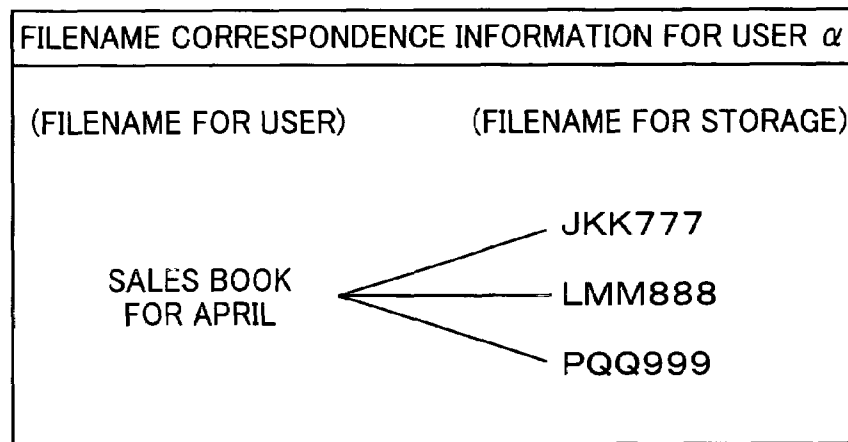 FILENAME CORRESPONDENCE INFORMATION FOR USER α
(FILENAME FOR USER) (FILENAME FOR STORAGE)
JKK777
SALES BOOK
FOR APRIL
LMM888
PQQ999